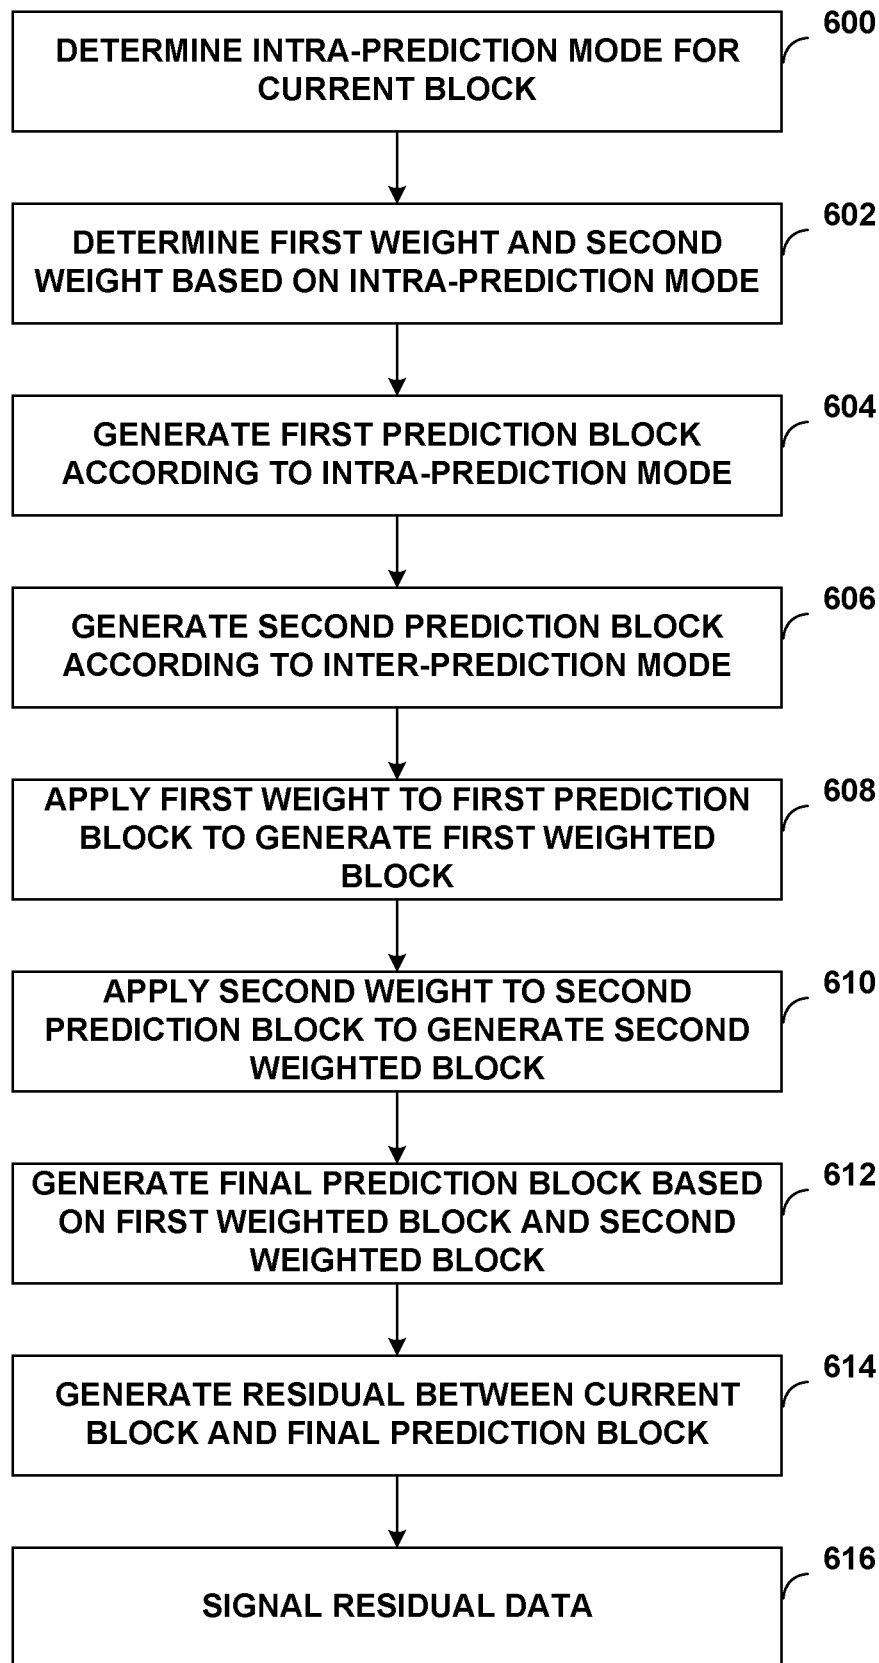 600
DETERMINE INTRA-PREDICTION MODE FOR
CURRENT BLOCK
602
DETERMINE FIRST WEIGHT AND SECOND
WEIGHT BASED ON INTRA-PREDICTION MODE
604
GENERATE FIRST PREDICTION BLOCK
ACCORDING TO INTRA-PREDICTION MODE
606
GENERATE SECOND PREDICTION BLOCK
ACCORDING TO INTER-PREDICTION MODE
608
APPLY FIRST WEIGHT TO FIRST PREDICTION
BLOCK TO GENERATE FIRST WEIGHTED
BLOCK
610
APPLY SECOND WEIGHT TO SECOND
PREDICTION BLOCK TO GENERATE SECOND
WEIGHTED BLOCK
612
GENERATE FINAL PREDICTION BLOCK BASED
ON FIRST WEIGHTED BLOCK AND SECOND
WEIGHTED BLOCK
614
GENERATE RESIDUAL BETWEEN CURRENT
BLOCK AND FINAL PREDICTION BLOCK
616
SIGNAL RESIDUAL DATA